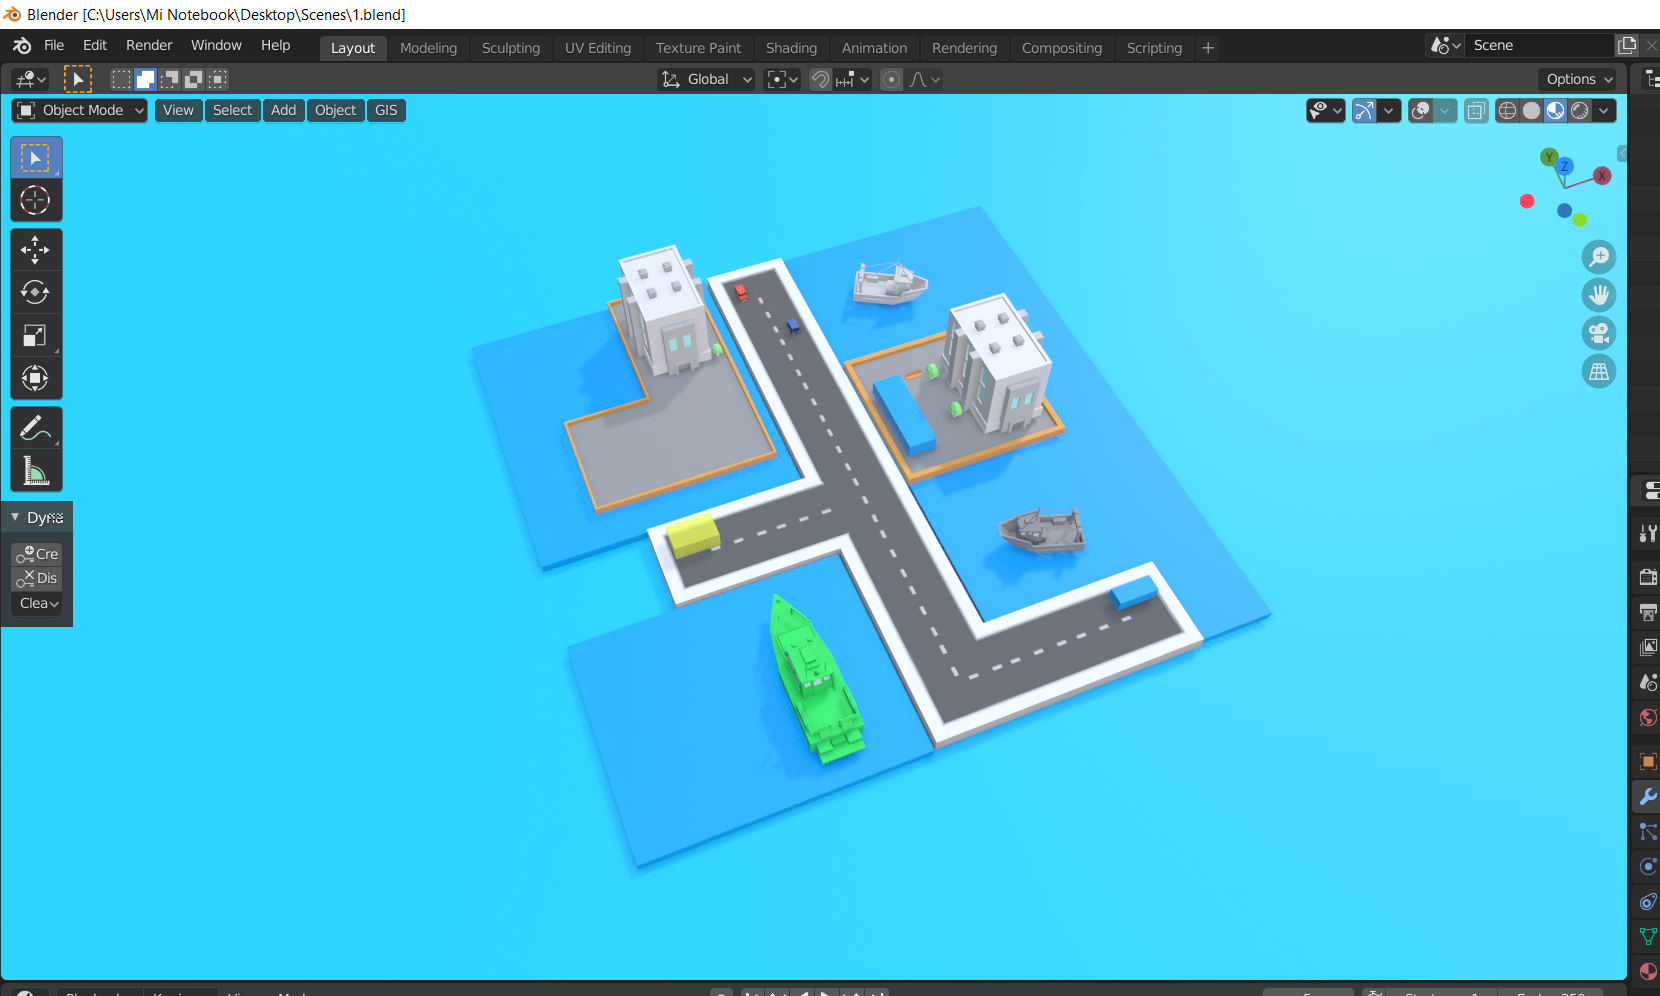 Blender [C:\Users\Mi Notebook\Desktop\Scenes\1.blend]
File Edit Render Window Help Layout Modeling Sculpting UV Editing Texture Paint Shading Animation Rendering Compositing Scripting + Scene
Global Options
Object Mode View Select Add Object GIS
Y Z X
Cre
Dis
Clea